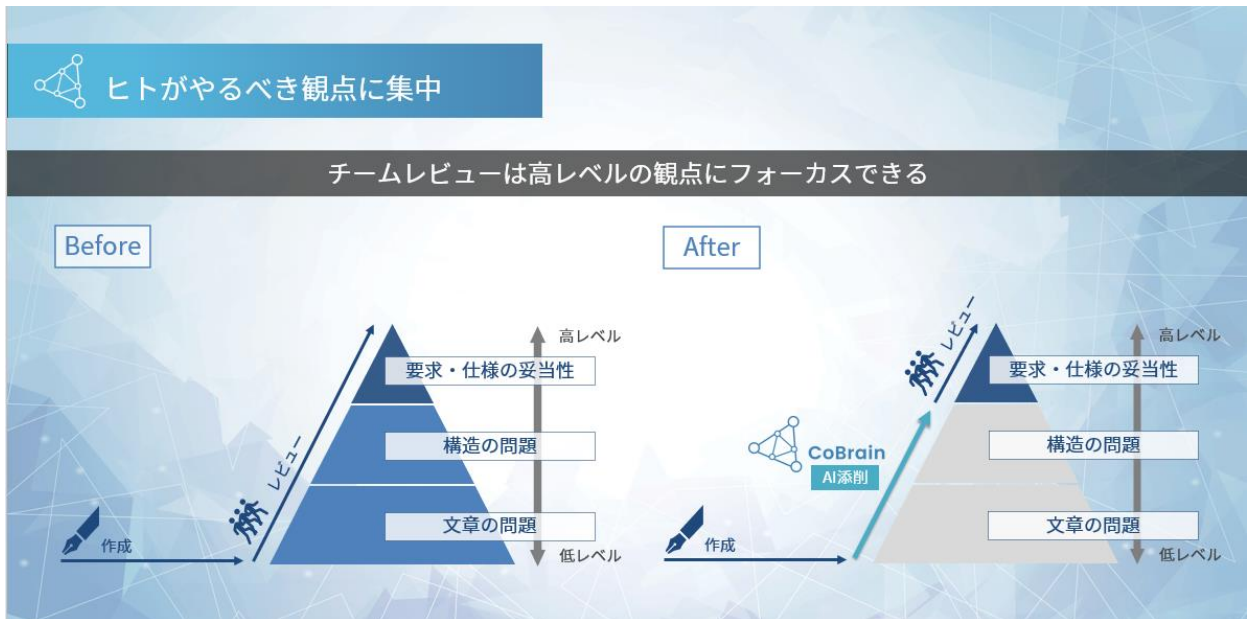 ヒトがやるべき観点に集中
チームレビューは高レベルの観点にフォーカスできる
Before
高レベル
要求・仕様の妥当性
構造の問題
レビュー
文章の問題
作成
低レベル
After
レビュー
高レベル
要求・仕様の妥当性
CoBrain
AI添削
構造の問題
文章の問題
作成
低レベル